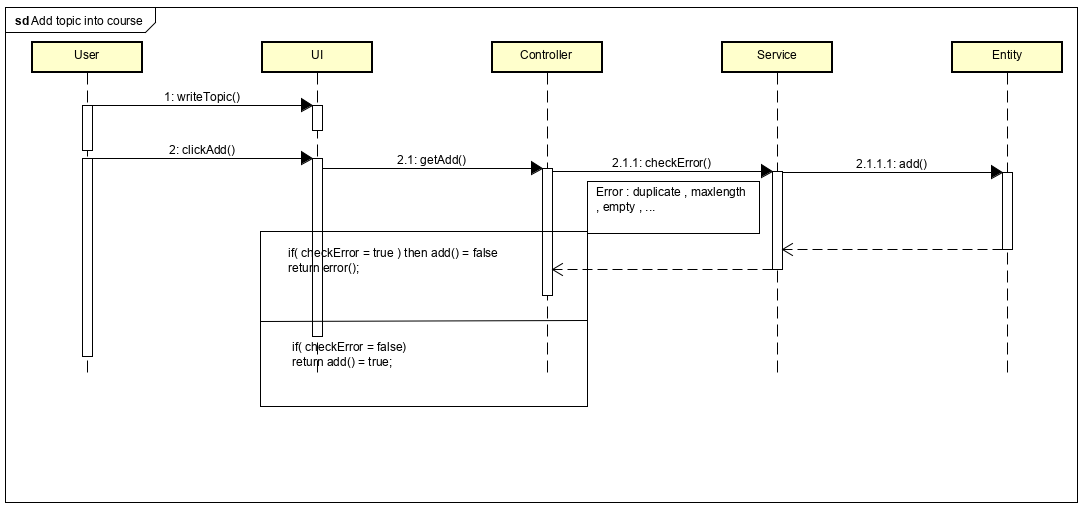 sd Add topic into course
User
UI
Controller
Service
Entity
1: writeTopic()
2: clickAdd()
2.1: getAdd()
2.1.1: checkError()
2.1.1.1: add()
Error : duplicate , maxlength
, empty , ...
if( checkError = true ) then add() = false
return error();
if( checkError = false)
return add() = true;